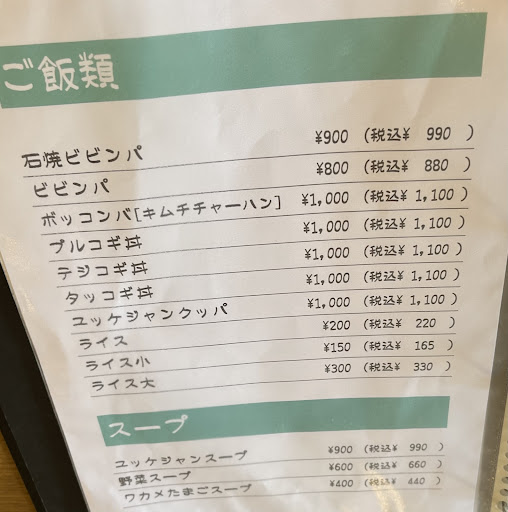 ご飯類
石焼ビビンバ ¥900 (税込¥ 990 )
ビビンバ ¥800 (税込¥ 880 )
ボッコンバ[キムチチャーハン] ¥1,000 (税込¥ 1,100 )
プルコギ丼 ¥1,000 (税込¥ 1,100 )
テジコギ丼 ¥1,000 (税込¥ 1,100 )
タッコギ丼 ¥1,000 (税込¥ 1,100 )
ユッケジャンクッパ ¥1,000 (税込¥ 1,100 )
ライス ¥200 (税込¥ 220 )
ライス小 ¥150 (税込¥ 165 )
ライス大 ¥300 (税込¥ 330 )
スープ
ユッケジャンスープ ¥900 (税込¥ 990 )
野菜スープ ¥600 (税込¥ 660 )
ワカメたまごスープ ¥400 (税込¥ 440 )